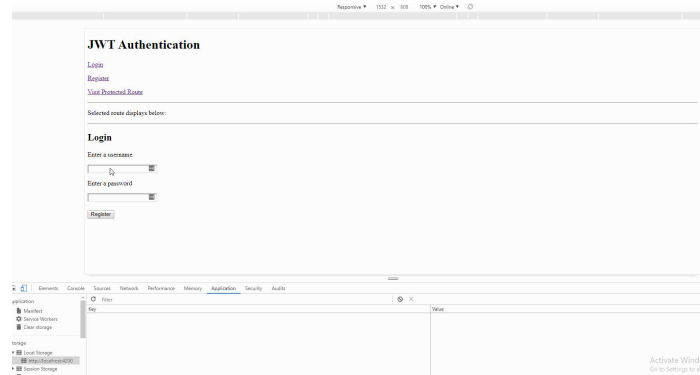 Responsive ▼ 1532 x 808 100% ▼ Online ▼
JWT Authentication
Login
Register
Visit Protected Route
Selected route displays below:
Login
Enter a username
Enter a password
Register
Elements Console Sources Network Performance Memory Application Security Audits
Application
Filter
Manifest
Key Value
Service Workers
Clear storage
Storage
Local Storage
http://localhost:4200
Session Storage
Activate Wind
Go to Settings to a